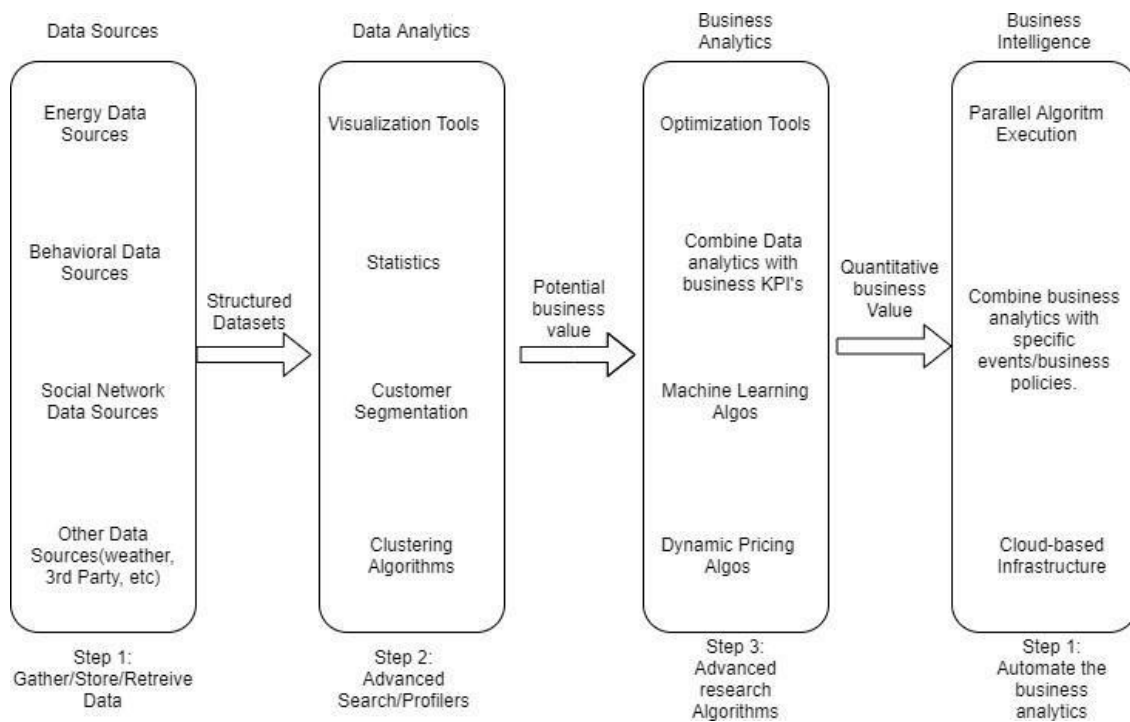 Data Sources
Energy Data
Sources
Behavioral Data
Sources
Social Network
Data Sources
Other Data
Sources(weather,
3rd Party, etc)
Step 1:
Gather/Store/Retreive
Data
Structured
Datasets
Data Analytics
Visualization Tools
Statistics
Customer
Segmentation
Clustering
Algorithms
Step 2:
Advanced
Search/Profilers
Potential
business
value
Business
Analytics
Optimization Tools
Combine Data
analytics with
business KPI's
Machine Learning
Algos
Dynamic Pricing
Algos
Step 3:
Advanced
research
Algorithms
Quantitative
business
Value
Business
Intelligence
Parallel Algoritm
Execution
Combine business
analytics with
specific
events/business
policies.
Cloud-based
Infrastructure
Step 1:
Automate the
business
analytics